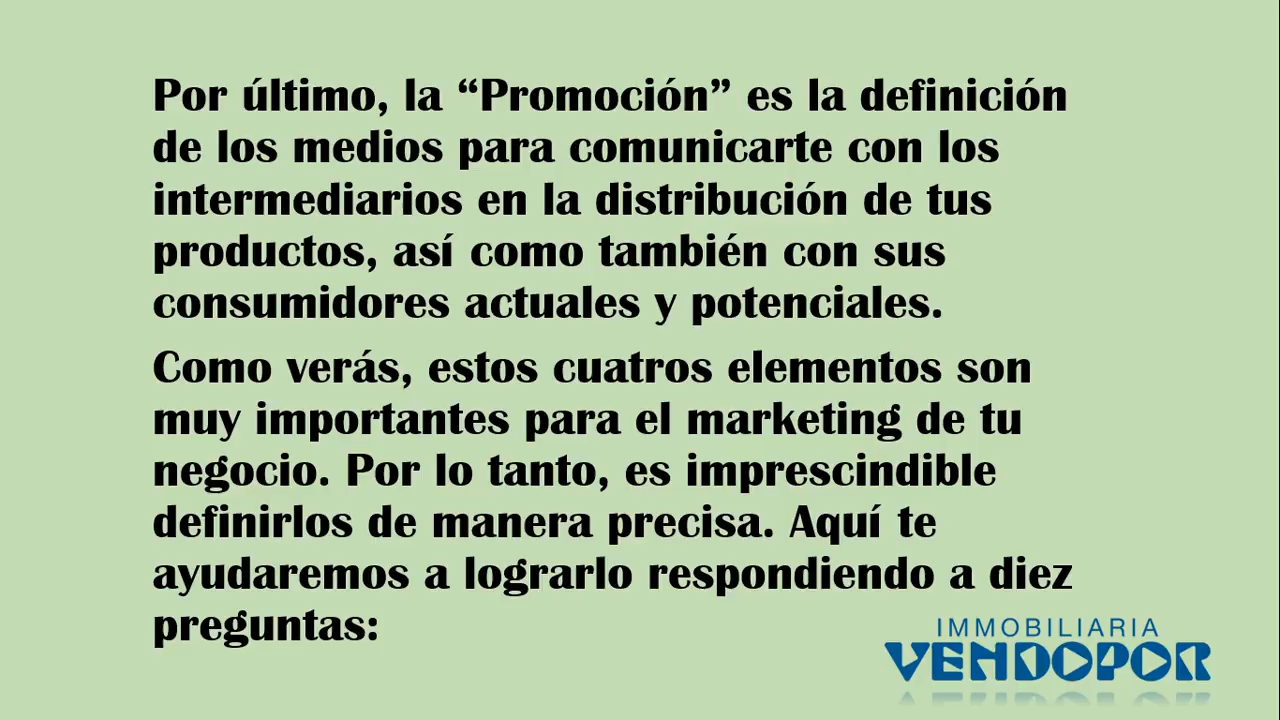 Por último, la “Promoción” es la definición
de los medios para comunicarte con los
intermediarios en la distribución de tus
productos, así como también con sus
consumidores actuales y potenciales.
Como verás, estos cuatros elementos son
muy importantes para el marketing de tu
negocio. Por lo tanto, es imprescindible
definirlos de manera precisa. Aquí te
ayudaremos a lograrlo respondiendo a diez
preguntas:
IMMOBILIARIA
VENDOPOR